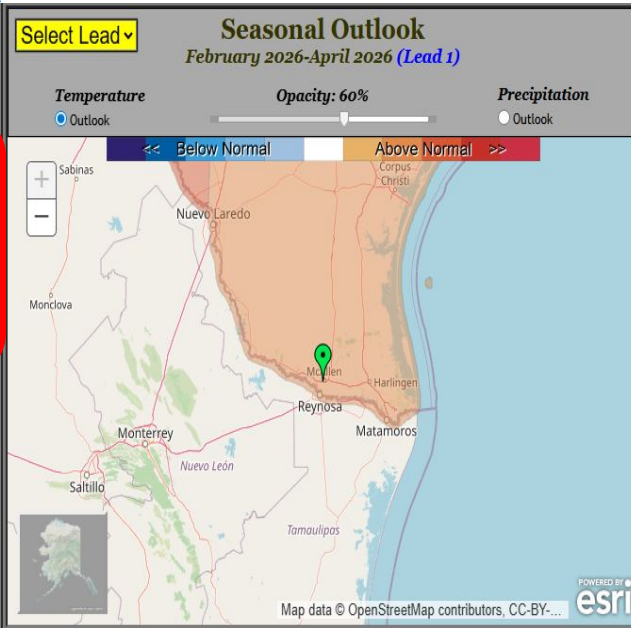 Select Lead
Seasonal Outlook
February 2026-April 2026 (Lead 1)
Temperature
Opacity: 60%
Precipitation
Outlook
Outlook
<< Below Normal
Above Normal >>
+
−
Sabinas
Corpus
Christi
Nuevo Laredo
Monclova
McAllen
Harlingen
Reynosa
Matamoros
Monterrey
Nuevo León
Saltillo
Tamaulipas
POWERED BY
esri
Map data © OpenStreetMap contributors, CC-BY-...